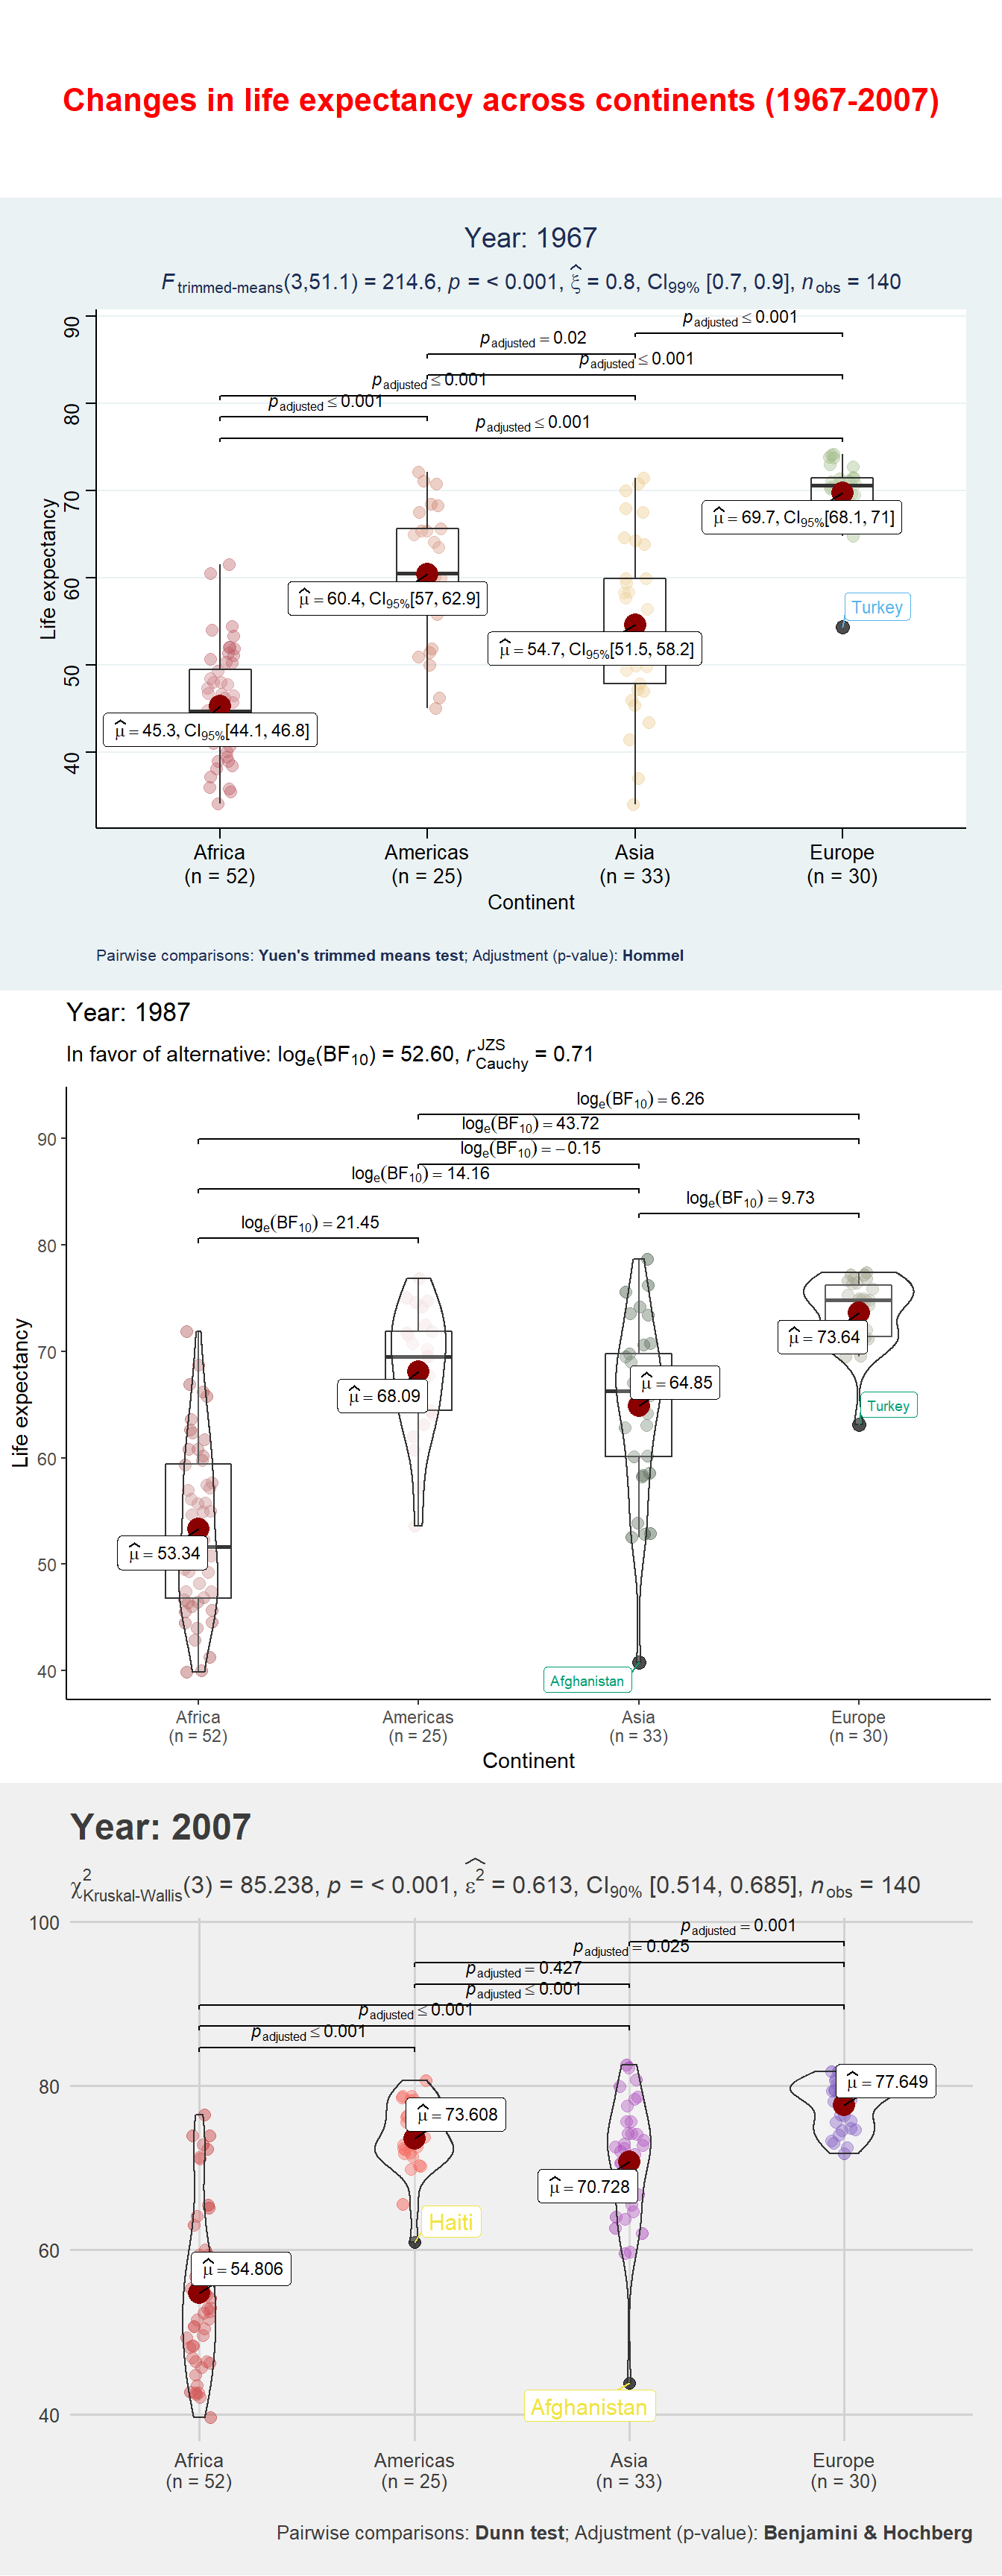 Changes in life expectancy across continents (1967-2007)
Year: 1967
F trimmed-means(3,51.1) = 214.6, p = < 0.001, ξ̂ = 0.8, CI99% [0.7, 0.9], nobs = 140
padjusted ≤ 0.001
padjusted = 0.02
padjusted ≤ 0.001
padjusted ≤ 0.001
padjusted ≤ 0.001
padjusted ≤ 0.001
90
80
70
60
50
40
Life expectancy
μ̂ = 69.7, CI95%[68.1, 71]
μ̂ = 60.4, CI95%[57, 62.9]
Turkey
μ̂ = 54.7, CI95%[51.5, 58.2]
μ̂ = 45.3, CI95%[44.1, 46.8]
Africa
(n = 52)
Americas
(n = 25)
Asia
(n = 33)
Europe
(n = 30)
Continent
Pairwise comparisons: Yuen's trimmed means test; Adjustment (p-value): Hommel
Year: 1987
In favor of alternative: loge(BF10) = 52.60, r JZS Cauchy = 0.71
loge(BF10) = 6.26
loge(BF10) = 43.72
loge(BF10) = −0.15
loge(BF10) = 14.16
loge(BF10) = 9.73
loge(BF10) = 21.45
90
80
70
60
50
40
Life expectancy
μ̂ = 73.64
μ̂ = 64.85
μ̂ = 68.09
Turkey
μ̂ = 53.34
Afghanistan
Africa
(n = 52)
Americas
(n = 25)
Asia
(n = 33)
Europe
(n = 30)
Continent
Year: 2007
χ2Kruskal-Wallis(3) = 85.238, p = < 0.001, ε̂2 = 0.613, CI90% [0.514, 0.685], nobs = 140
padjusted = 0.001
padjusted = 0.025
padjusted = 0.427
padjusted ≤ 0.001
padjusted ≤ 0.001
padjusted ≤ 0.001
100
80
60
40
μ̂ = 77.649
μ̂ = 73.608
μ̂ = 70.728
Haiti
μ̂ = 54.806
Afghanistan
Africa
(n = 52)
Americas
(n = 25)
Asia
(n = 33)
Europe
(n = 30)
Pairwise comparisons: Dunn test; Adjustment (p-value): Benjamini & Hochberg